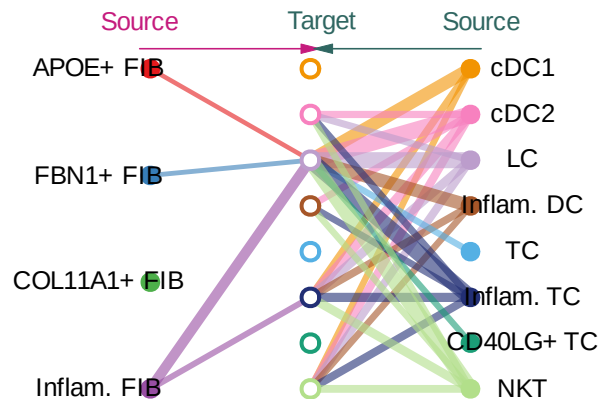 Source Target Source
APOE+ FIB
FBN1+ FIB
COL11A1+ FIB
Inflam. FIB
cDC1
cDC2
LC
Inflam. DC
TC
Inflam. TC
CD40LG+ TC
NKT